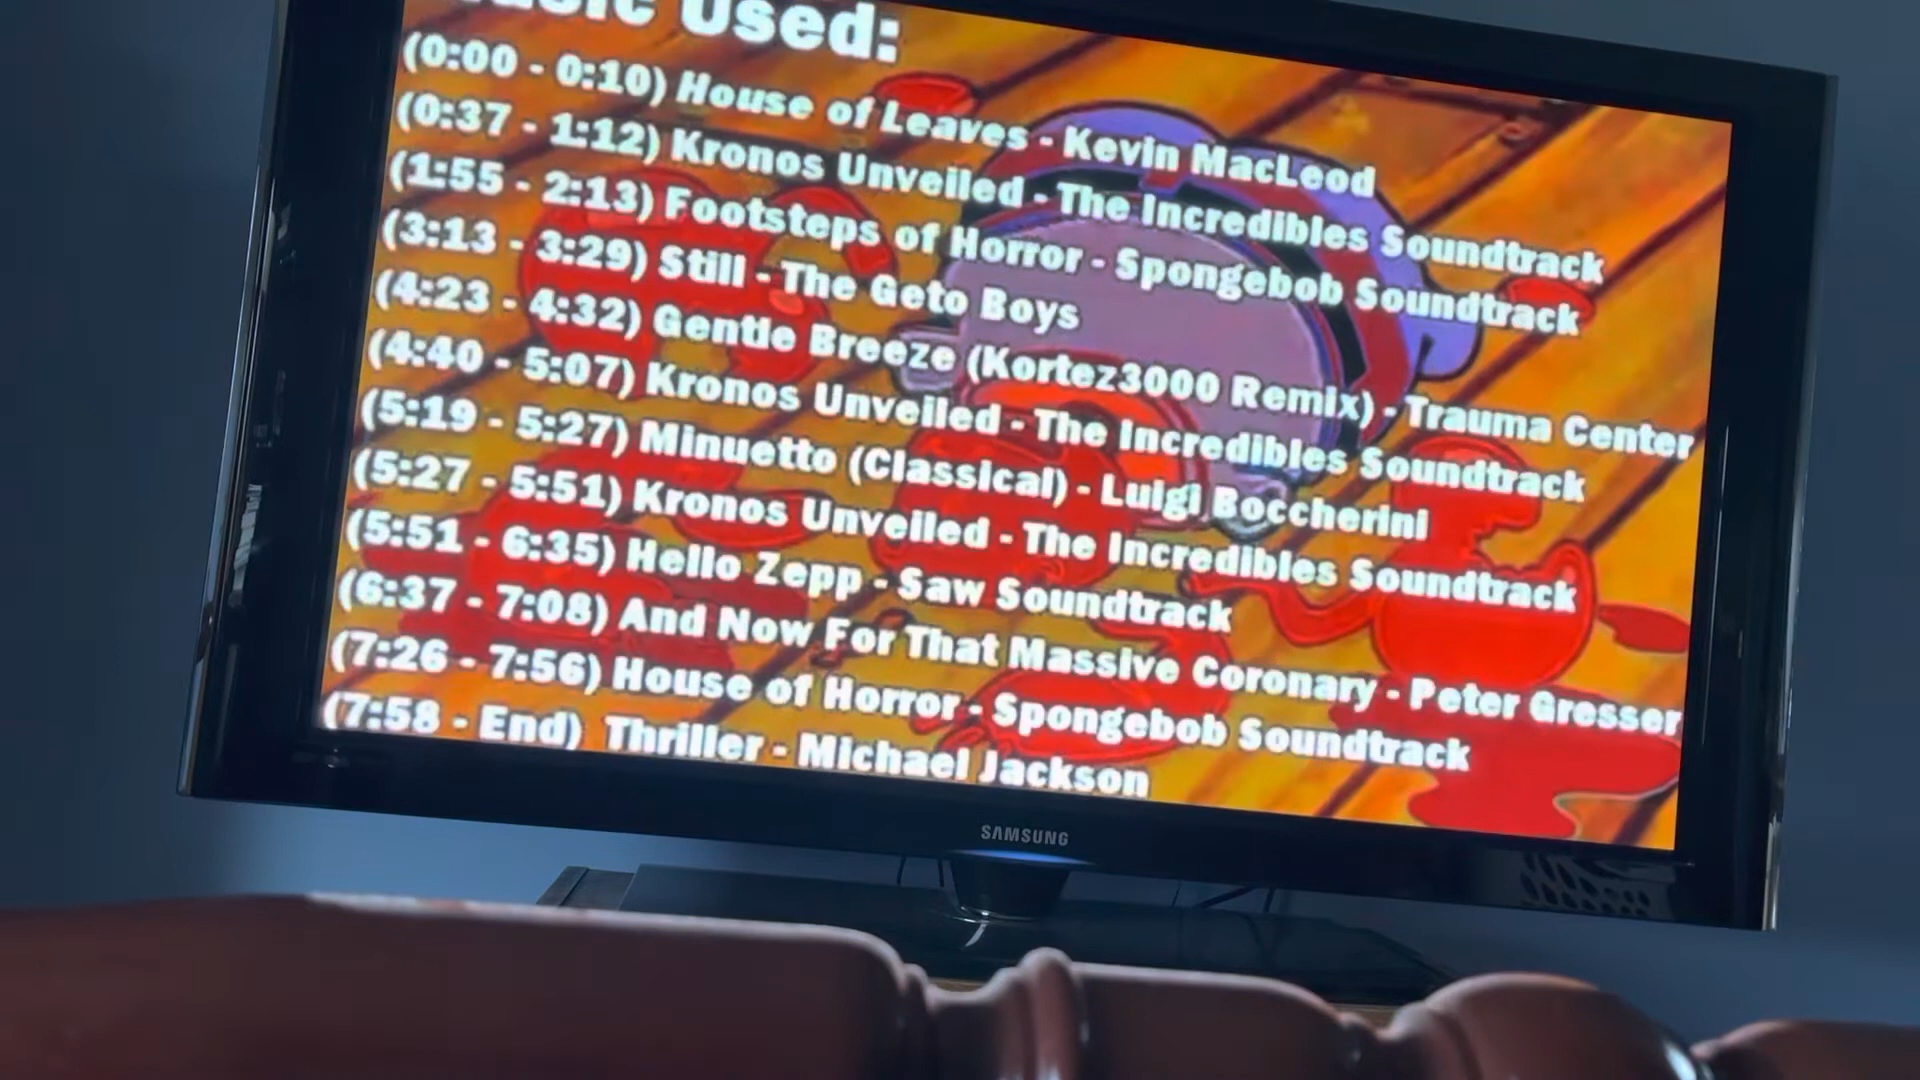 Used:
(0:00 - 0:10) House of Leaves - Kevin MacLeod
(0:37 - 1:12) Kronos Unveiled - The Incredibles Soundtrack
(1:55 - 2:13) Footsteps of Horror - Spongebob Soundtrack
(3:13 - 3:29) Still - The Geto Boys
(4:23 - 4:32) Gentle Breeze (Kortez3000 Remix) - Trauma Center
(4:40 - 5:07) Kronos Unveiled - The Incredibles Soundtrack
(5:19 - 5:27) Minuetto (Classical) - Luigi Boccherini
(5:27 - 5:51) Kronos Unveiled - The Incredibles Soundtrack
(5:51 - 6:35) Hello Zepp - Saw Soundtrack
(6:37 - 7:08) And Now For That Massive Coronary - Peter Gresser
(7:26 - 7:56) House of Horror - Spongebob Soundtrack
(7:58 - End) Thriller - Michael Jackson
SAMSUNG